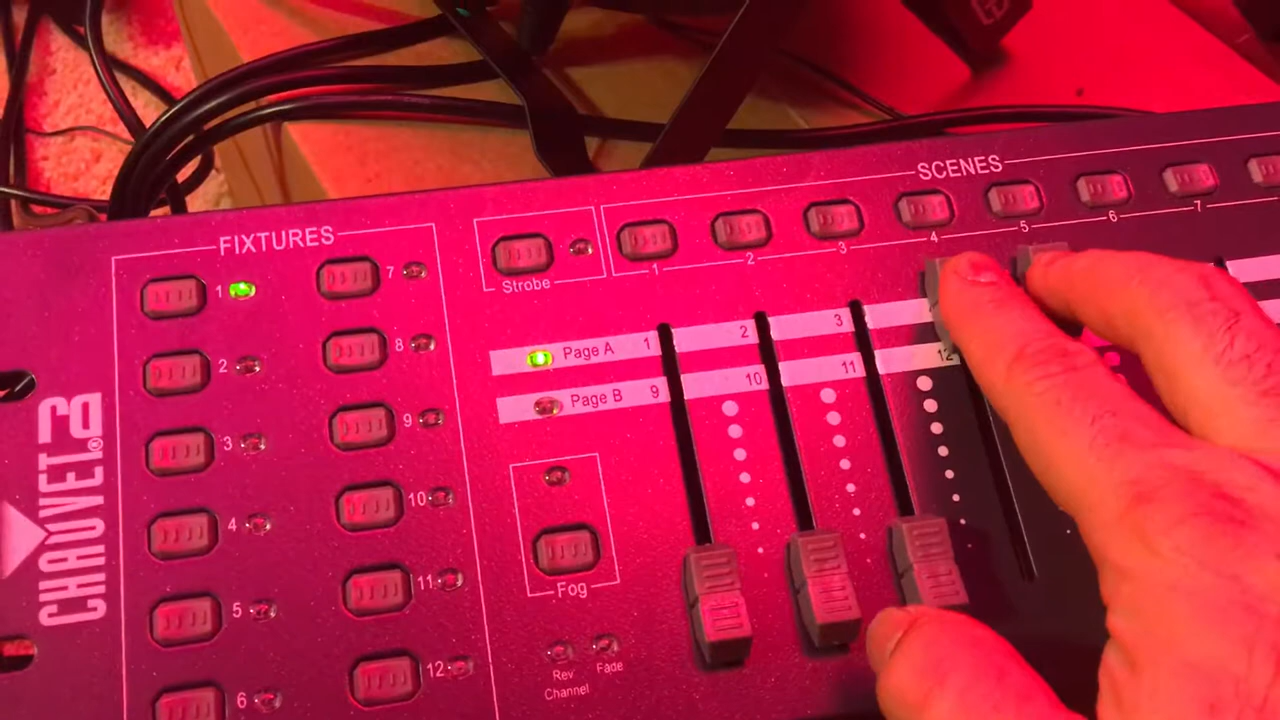 SCENES
FIXTURES
1
7
Strobe
1
2
3
4
5
6
7
2
8
Page A
1
2
3
Page B
9
10
11
12
3
9
4
10
Fog
5
11
6
12
Rev
Channel
Fade
CHAUVET®